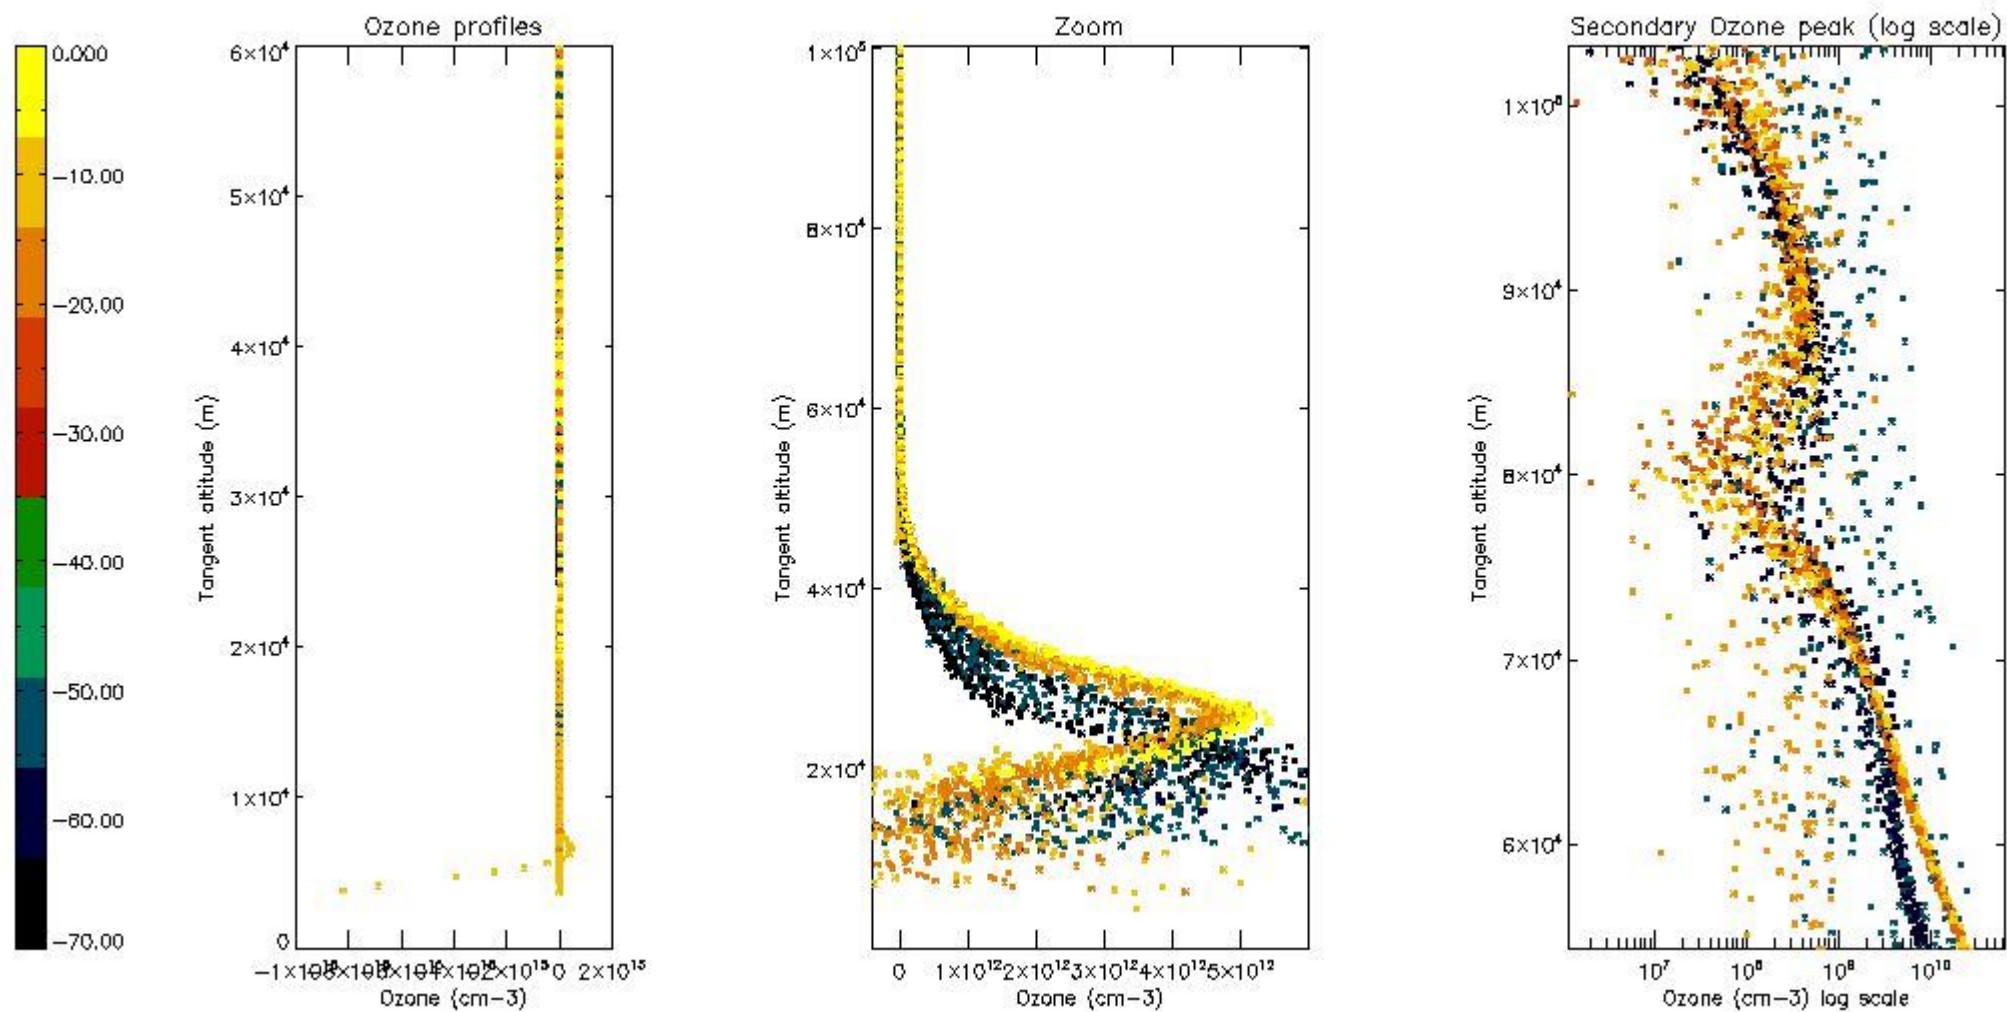 Ozone profiles
Zoom
Secondary Ozone peak (log scale)
0.000
-10.00
-20.00
-30.00
-40.00
-50.00
-60.00
-70.00
6×10⁴
5×10⁴
4×10⁴
3×10⁴
2×10⁴
1×10⁴
0
Tangent altitude (m)
0 2×10¹⁵
Ozone (cm-3)
1×10⁵
8×10⁴
6×10⁴
4×10⁴
2×10⁴
Tangent altitude (m)
0 1×10¹² 2×10¹² 3×10¹² 4×10¹² 5×10¹²
Ozone (cm-3)
9×10⁴
8×10⁴
7×10⁴
6×10⁴
Tangent altitude (m)
10⁷ 10⁸ 10⁹ 10¹⁰
Ozone (cm-3) log scale